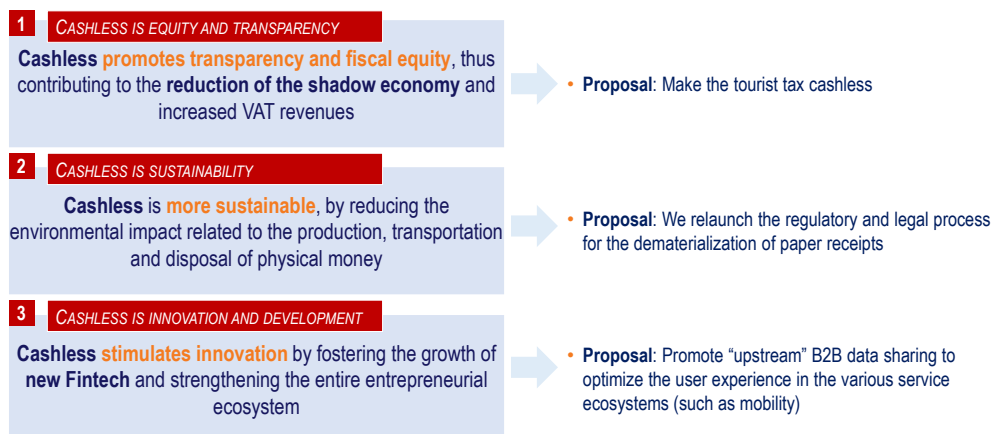 1
CASHLESS IS EQUITY AND TRANSPARENCY
Cashless promotes transparency and fiscal equity, thus
contributing to the reduction of the shadow economy and
increased VAT revenues
• Proposal: Make the tourist tax cashless
2
CASHLESS IS SUSTAINABILITY
Cashless is more sustainable, by reducing the
environmental impact related to the production, transportation
and disposal of physical money
• Proposal: We relaunch the regulatory and legal process
for the dematerialization of paper receipts
3
CASHLESS IS INNOVATION AND DEVELOPMENT
Cashless stimulates innovation by fostering the growth of
new Fintech and strengthening the entire entrepreneurial
ecosystem
• Proposal: Promote “upstream” B2B data sharing to
optimize the user experience in the various service
ecosystems (such as mobility)